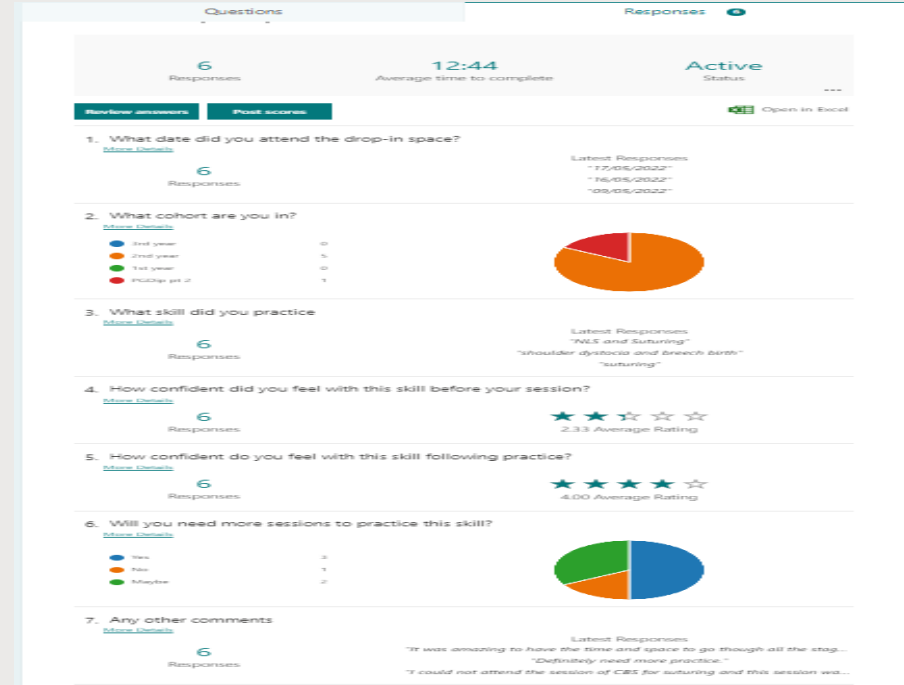 Questions
Responses 6
6
Responses
12:44
Average time to complete
Active
Status
...
Review answers
Post scores
Open in Excel
1. What date did you attend the drop-in space?
More Details
6
Responses
Latest Responses
"17/05/2022"
"16/05/2022"
"09/05/2022"
2. What cohort are you in?
More Details
3rd year 0
2nd year 5
1st year 0
PGDip pt 2 1
3. What skill did you practice
More Details
6
Responses
Latest Responses
"NLS and Suturing"
"shoulder dystocia and breech birth"
"suturing"
4. How confident did you feel with this skill before your session?
More Details
6
Responses
2.33 Average Rating
5. How confident do you feel with this skill following practice?
More Details
6
Responses
4.00 Average Rating
6. Will you need more sessions to practice this skill?
More Details
Yes 3
No 1
Maybe 2
7. Any other comments
More Details
6
Responses
Latest Responses
"It was amazing to have the time and space to go though all the stag...
"Definitely need more practice."
"I could not attend the session of CBS for suturing and this session wa...